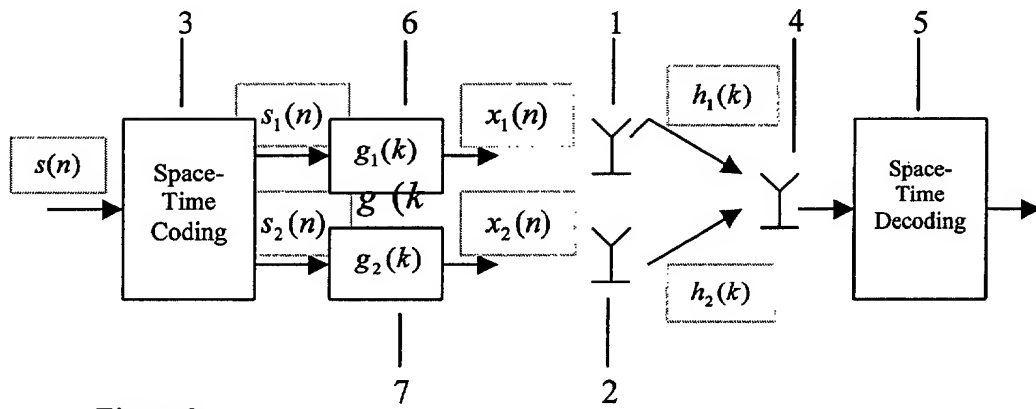 3 6 1 4 5
s₁(n) x₁(n) h₁(k)
s(n) g₁(k)
Space-
Time
Coding
Space-
Time
Decoding
g (k
s₂(n) x₂(n)
g₂(k)
h₂(k)
7 2